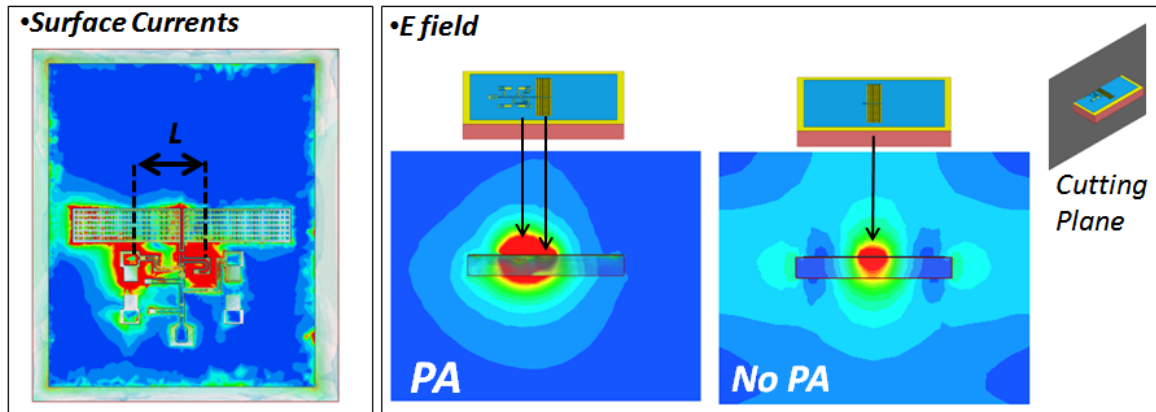 •Surface Currents
L
•E field
Cutting
Plane
PA
No PA